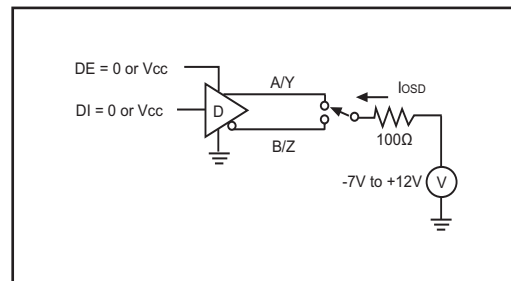 DE = 0 or Vcc
A/Y
IOSD
DI = 0 or Vcc
D
100Ω
B/Z
-7V to +12V
V